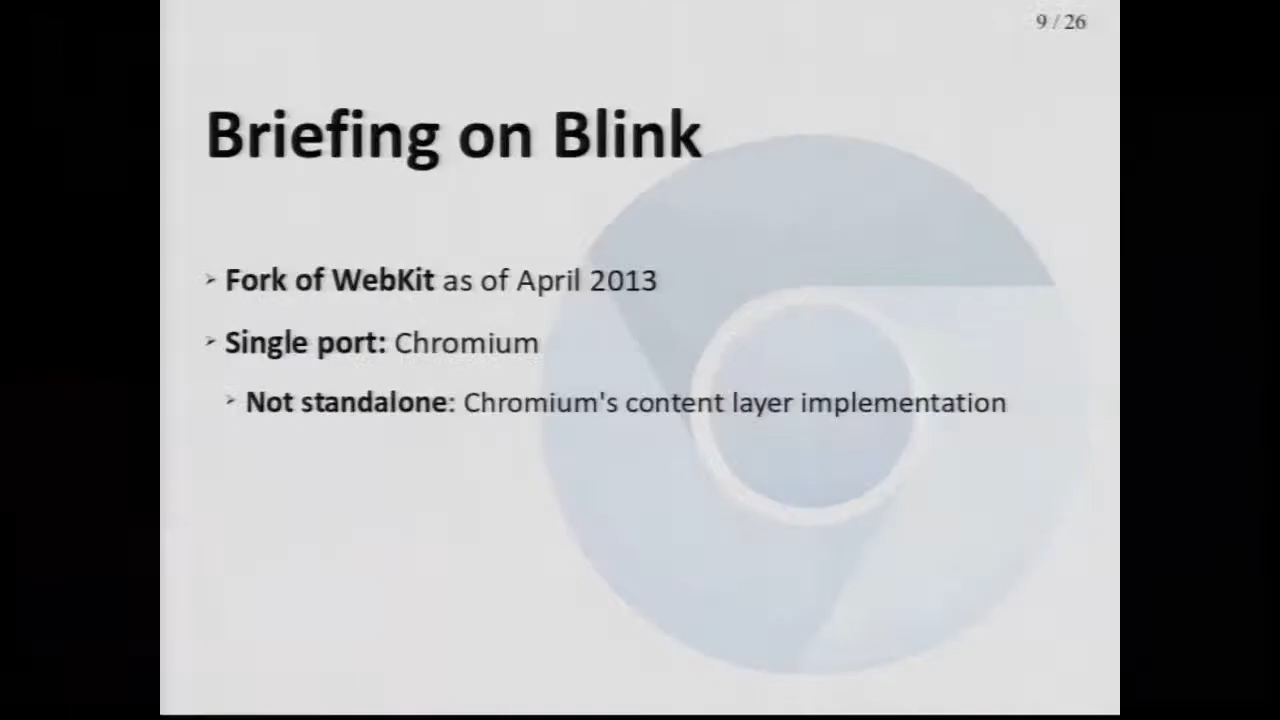 9 / 26
Briefing on Blink
➢ Fork of WebKit as of April 2013
➢ Single port: Chromium
➢ Not standalone: Chromium's content layer implementation